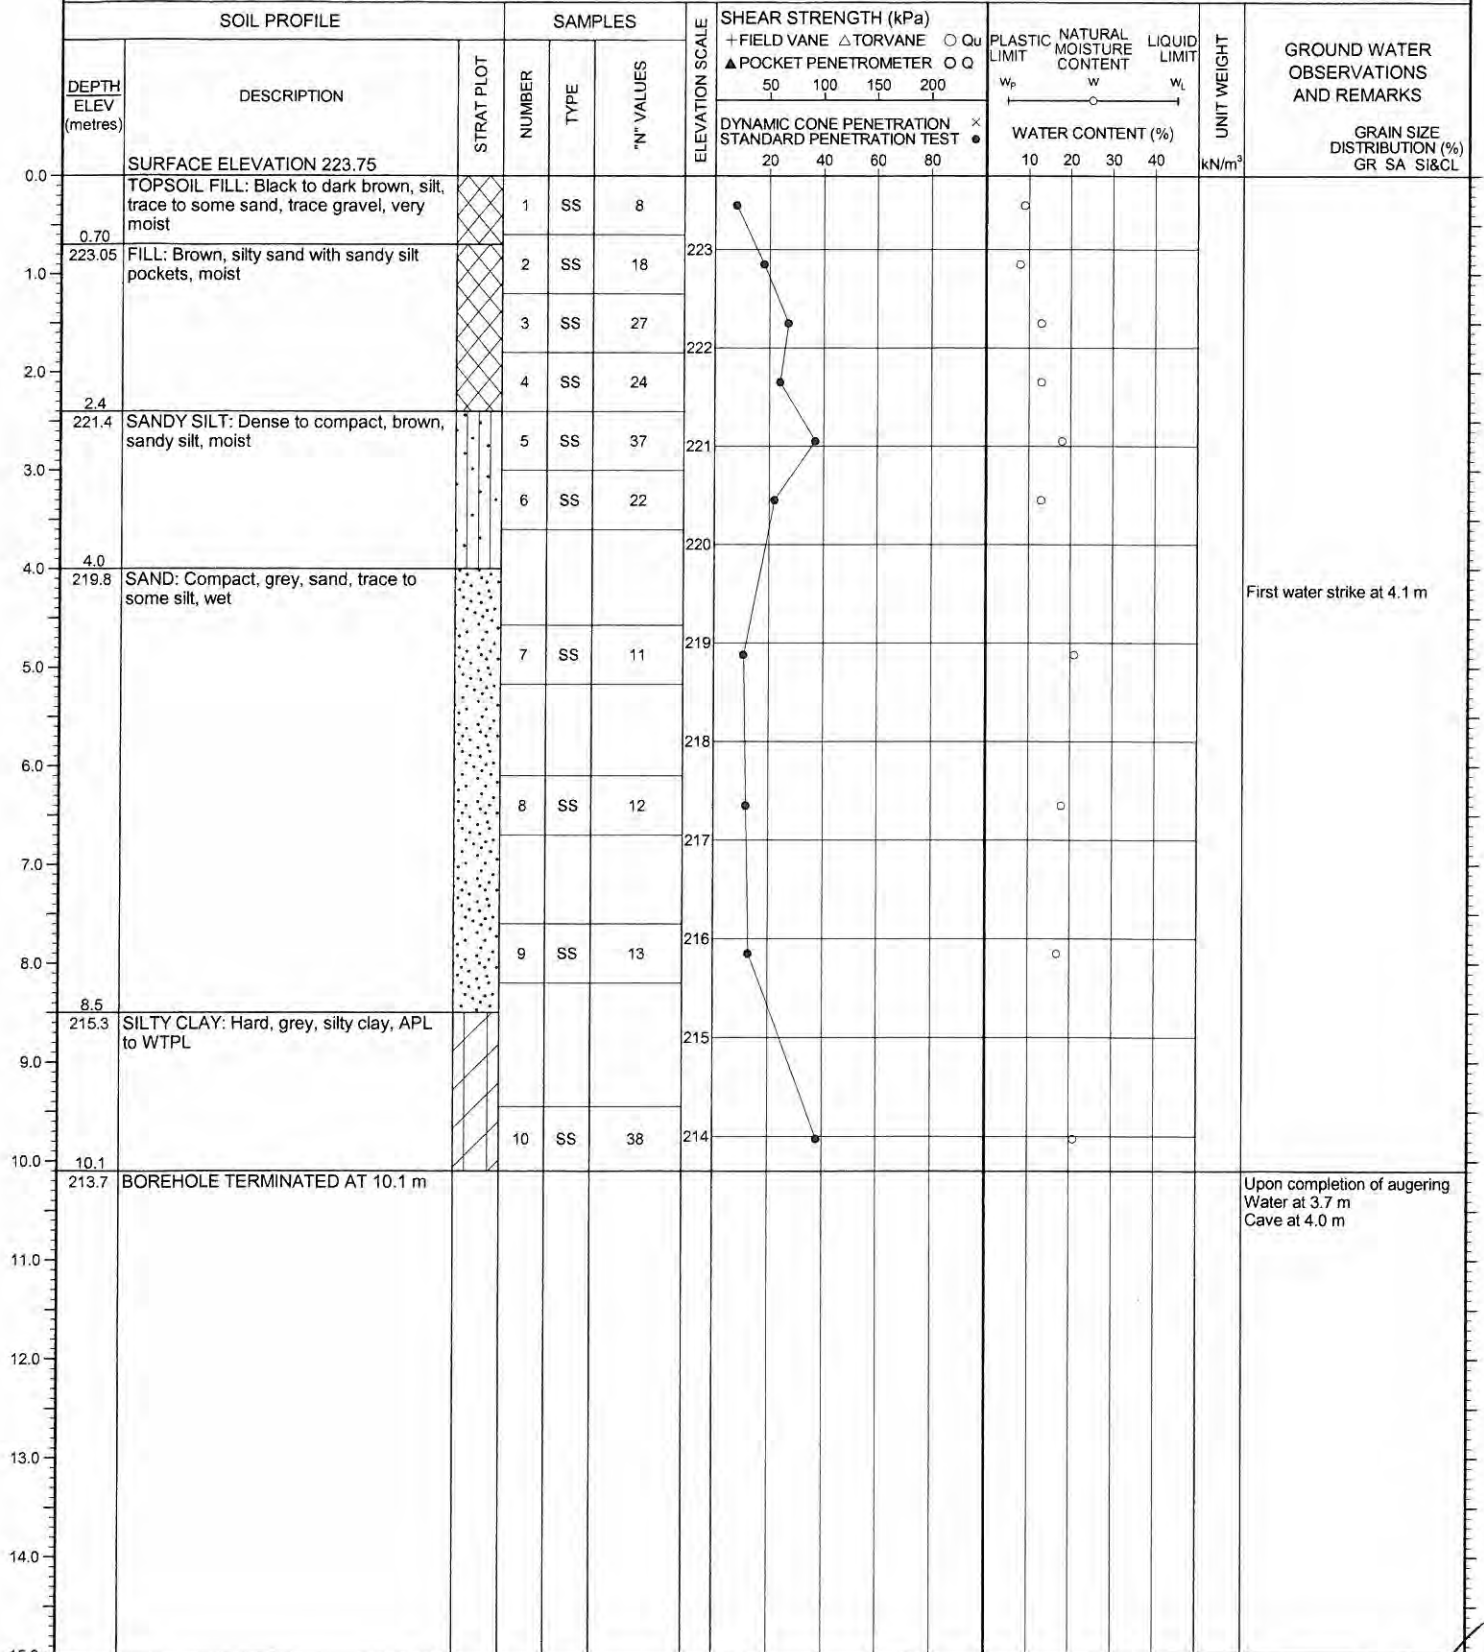 SOIL PROFILE
SAMPLES
DEPTH
ELEV
(metres)
DESCRIPTION
STRAT PLOT
NUMBER
TYPE
"N" VALUES
ELEVATION SCALE
SHEAR STRENGTH (kPa)
+FIELD VANE △TORVANE ○ Qu
▲POCKET PENETROMETER O Q
50 100 150 200
DYNAMIC CONE PENETRATION ×
STANDARD PENETRATION TEST ●
20 40 60 80
PLASTIC LIMIT
NATURAL MOISTURE CONTENT
LIQUID LIMIT
WP W WL
WATER CONTENT (%)
10 20 30 40
UNIT WEIGHT
kN/m³
GROUND WATER
OBSERVATIONS
AND REMARKS
GRAIN SIZE
DISTRIBUTION (%)
GR SA SI&CL
SURFACE ELEVATION 223.75
0.0
TOPSOIL FILL: Black to dark brown, silt,
trace to some sand, trace gravel, very
moist
1 SS 8
0.70
223.05
FILL: Brown, silty sand with sandy silt
pockets, moist
223
1.0
2 SS 18
3 SS 27
222
2.0
4 SS 24
2.4
221.4
SANDY SILT: Dense to compact, brown,
sandy silt, moist
5 SS 37
221
3.0
6 SS 22
220
4.0
4.0
219.8
SAND: Compact, grey, sand, trace to
some silt, wet
First water strike at 4.1 m
219
7 SS 11
5.0
218
6.0
8 SS 12
217
7.0
216
9 SS 13
8.0
8.5
215.3
SILTY CLAY: Hard, grey, silty clay, APL
to WTPL
215
9.0
10 SS 38
214
10.0
10.1
213.7
BOREHOLE TERMINATED AT 10.1 m
Upon completion of augering
Water at 3.7 m
Cave at 4.0 m
11.0
12.0
13.0
14.0